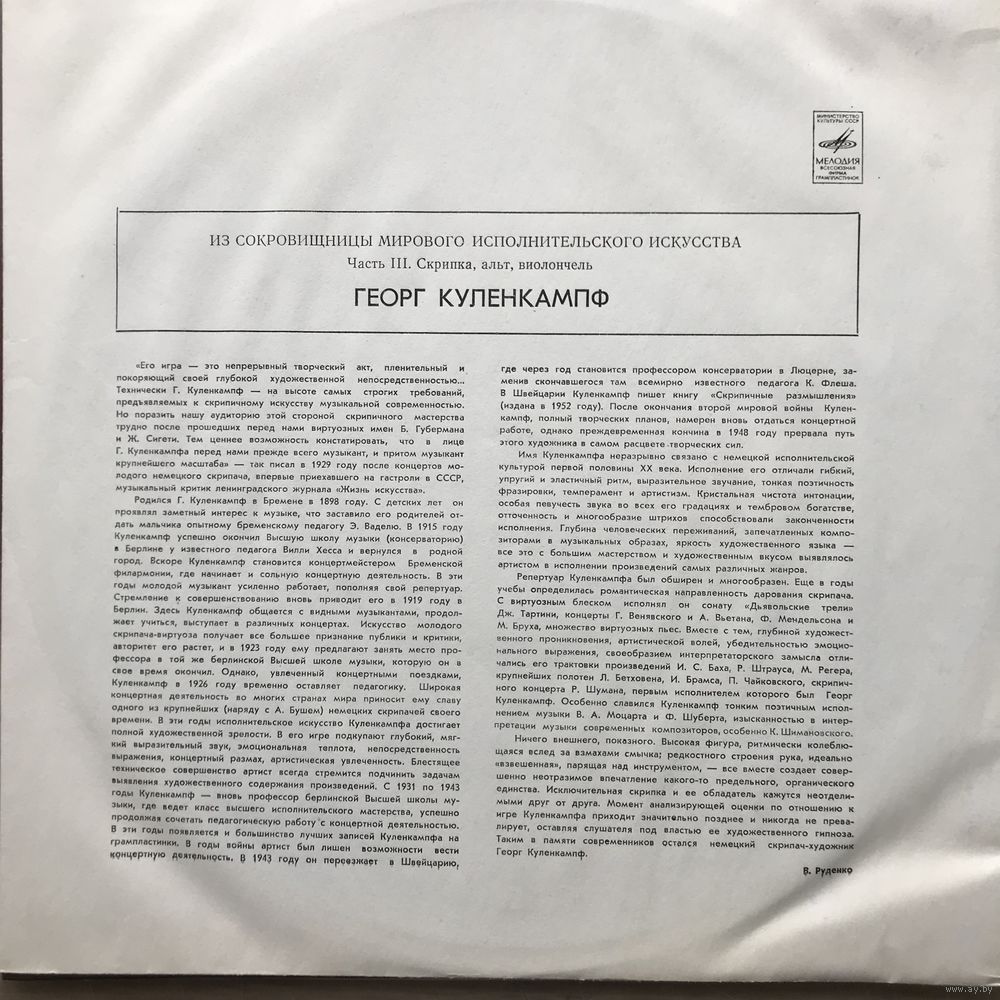 МИНИСТЕРСТВО
КУЛЬТУРЫ СССР
МЕЛОДИЯ
ВСЕСОЮЗНАЯ
ФИРМА
ГРАМПЛАСТИНОК
ИЗ СОКРОВИЩНИЦЫ МИРОВОГО ИСПОЛНИТЕЛЬСКОГО ИСКУССТВА
Часть III. Скрипка, альт, виолончель
ГЕОРГ КУЛЕНКАМПФ
«Его игра — это непрерывный творческий акт, пленительный и
покоряющий своей глубокой художественной непосредственностью...
Технически Г. Куленкампф — на высоте самых строгих требований,
предъявляемых к скрипичному искусству музыкальной современностью.
Но поразить нашу аудиторию этой стороной скрипичного мастерства
трудно после прошедших перед нами виртуозных имен Б. Губермана
и Ж. Сигети. Тем ценнее возможность констатировать, что в лице
Г. Куленкампфа перед нами прежде всего музыкант, и притом музыкант
крупнейшего масштаба» — так писал в 1929 году после концертов мо-
лодого немецкого скрипача, впервые приехавшего на гастроли в СССР,
музыкальный критик ленинградского журнала «Жизнь искусства».
Родился Г. Куленкампф в Бремене в 1898 году. С детских лет он
проявлял заметный интерес к музыке, что заставило его родителей от-
дать мальчика опытному бременскому педагогу Э. Ваделю. В 1915 году
Куленкампф успешно окончил Высшую школу музыки (консерваторию)
в Берлине у известного педагога Вилли Хесса и вернулся в родной
город. Вскоре Куленкампф становится концертмейстером Бременской
филармонии, где начинает и сольную концертную деятельность. В эти
годы молодой музыкант усиленно работает, пополняя свой репертуар.
Стремление к совершенствованию вновь приводит его в 1919 году в
Берлин. Здесь Куленкампф общается с видными музыкантами, продол-
жает учиться, выступает в различных концертах. Искусство молодого
скрипача-виртуоза получает все большее признание публики и критики,
авторитет его растет, и в 1923 году ему предлагают занять место про-
фессора в той же берлинской Высшей школе музыки, которую он в
свое время окончил. Однако, увлеченный концертными поездками,
Куленкампф в 1926 году временно оставляет педагогику. Широкая
концертная деятельность во многих странах мира приносит ему славу
одного из крупнейших (наряду с А. Бушем) немецких скрипачей своего
времени. В эти годы исполнительское искусство Куленкампфа достигает
полной художественной зрелости. В его игре подкупают глубокий, мяг-
кий выразительный звук, эмоциональная теплота, непосредственность
выражения, концертный размах, артистическая увлеченность. Блестящее
техническое совершенство артист всегда стремится подчинить задачам
выявления художественного содержания произведений. С 1931 по 1943
годы Куленкампф — вновь профессор берлинской Высшей школы му-
зыки, где ведет класс высшего исполнительского мастерства, успешно
продолжая сочетать педагогическую работу с концертной деятельностью.
В эти годы появляется и большинство лучших записей Куленкампфа на
грампластинки. В годы войны артист был лишен возможности вести
концертную деятельность. В 1943 году он переезжает в Швейцарию,
где через год становится профессором консерватории в Люцерне, за-
менив скончавшегося там всемирно известного педагога К. Флеша.
В Швейцарии Куленкампф пишет книгу «Скрипичные размышления»
(издана в 1952 году). После окончания второй мировой войны Кулен-
кампф, полный творческих планов, намерен вновь отдаться концертной
работе, однако преждевременная кончина в 1948 году прервала путь
этого художника в самом расцвете творческих сил.
Имя Куленкампфа неразрывно связано с немецкой исполнительской
культурой первой половины XX века. Исполнение его отличали гибкий,
упругий и эластичный ритм, выразительное звучание, тонкая поэтичность
фразировки, темперамент и артистизм. Кристальная чистота интонации,
особая певучесть звука во всех его градациях и тембровом богатстве,
отточенность и многообразие штрихов способствовали законченности
исполнения. Глубина человеческих переживаний, запечатленных компо-
зиторами в музыкальных образах, яркость художественного языка —
все это с большим мастерством и художественным вкусом выявлялось
артистом в исполнении произведений самых различных жанров.
Репертуар Куленкампфа был обширен и многообразен. Еще в годы
учебы определилась романтическая направленность дарования скрипача.
С виртуозным блеском исполнял он сонату «Дьявольские трели»
Дж. Тартини, концерты Г. Венявского и А. Вьетана, Ф. Мендельсона и
М. Бруха, множество виртуозных пьес. Вместе с тем, глубиной художест-
венного проникновения, артистической волей, убедительностью эмоцио-
нального выражения, своеобразием интерпретаторского замысла отли-
чались его трактовки произведений И. С. Баха, Р. Штрауса, М. Регера,
крупнейших полотен Л. Бетховена, И. Брамса, П. Чайковского, скрипич-
ного концерта Р. Шумана, первым исполнителем которого был Георг
Куленкампф. Особенно славился Куленкампф тонким поэтичным испол-
нением музыки В. А. Моцарта и Ф. Шуберта, изысканностью в интер-
претации музыки современных композиторов, особенно К. Шимановского.
Ничего внешнего, показного. Высокая фигура, ритмически колеблю-
щаяся вслед за взмахами смычка; редкостного строения рука, идеально
«взвешенная», парящая над инструментом, — все вместе создает совер-
шенно неотразимое впечатление какого-то предельного, органического
единства. Исключительная скрипка и ее обладатель кажутся неотдели-
мыми друг от друга. Момент анализирующей оценки по отношению к
игре Куленкампфа приходит значительно позднее и никогда не прева-
лирует, оставляя слушателя под властью ее художественного гипноза.
Таким в памяти современников остался немецкий скрипач-художник
Георг Куленкампф.
В. Руденко
www.ay.by